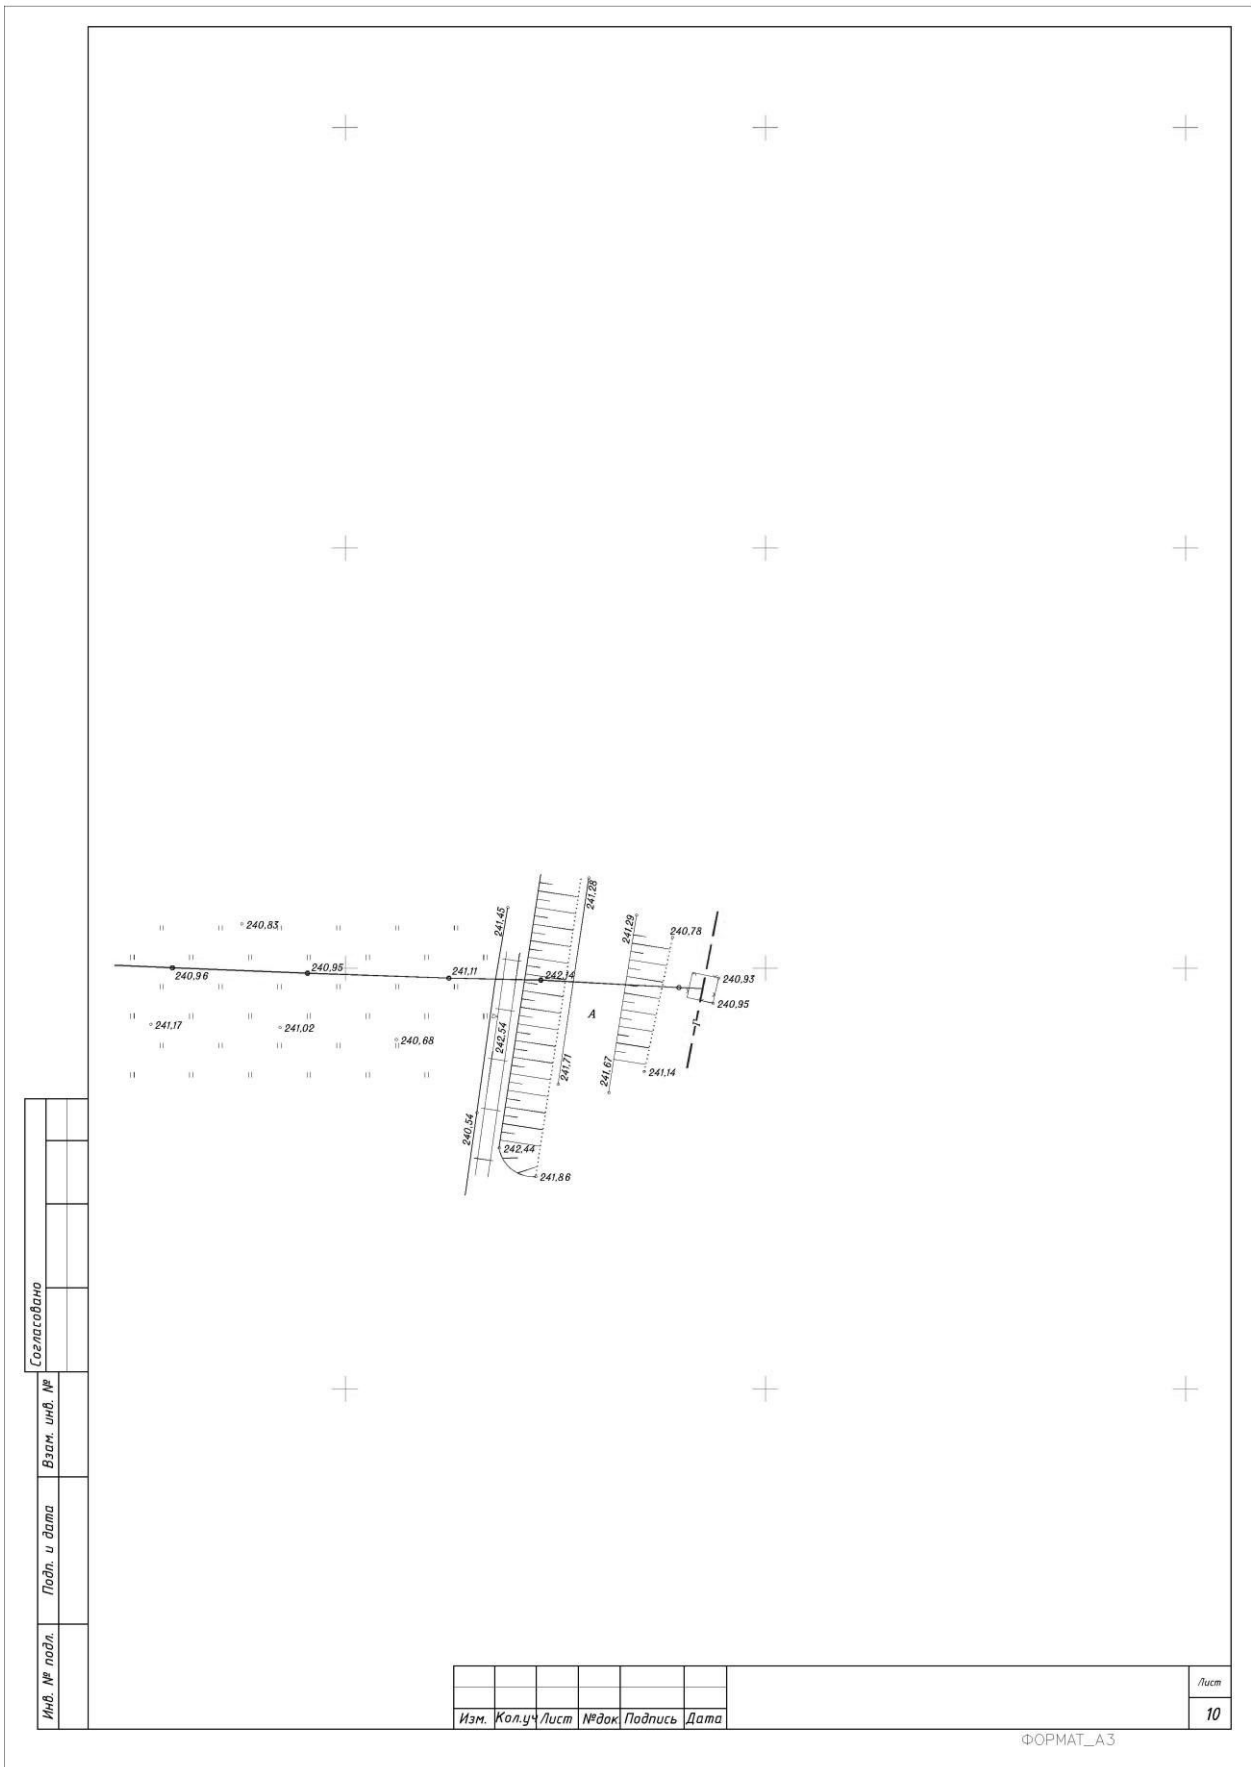 240,83
241,45
241,28
241,29
240,78
240,96
240,95
241,11
242,14
240,93
240,95
А
241,17
241,02
240,68
242,54
241,71
241,67
241,14
240,54
242,44
241,86
Г
Согласовано
Взам. инв. №
Подп. и дата
Инв. № подл.
Изм. Кол.уч Лист №док Подпись Дата
Лист
10
ФОРМАТ_А3